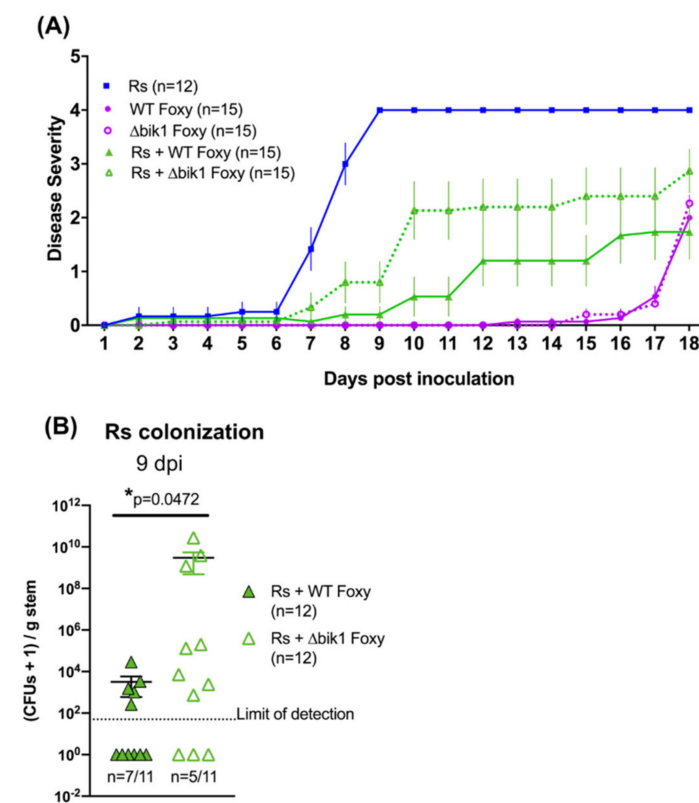 (A)
5
4
3
2
1
0
Disease Severity
Rs (n=12)
WT Foxy (n=15)
Δbik1 Foxy (n=15)
Rs + WT Foxy (n=15)
Rs + Δbik1 Foxy (n=15)
1 2 3 4 5 6 7 8 9 10 11 12 13 14 15 16 17 18
Days post inoculation
(B)
Rs colonization
9 dpi
*p=0.0472
10¹²
10¹⁰
10⁸
10⁶
10⁴
10²
10⁰
10⁻²
(CFUs + 1) / g stem
Rs + WT Foxy
(n=12)
Rs + Δbik1 Foxy
(n=12)
Limit of detection
n=7/11
n=5/11